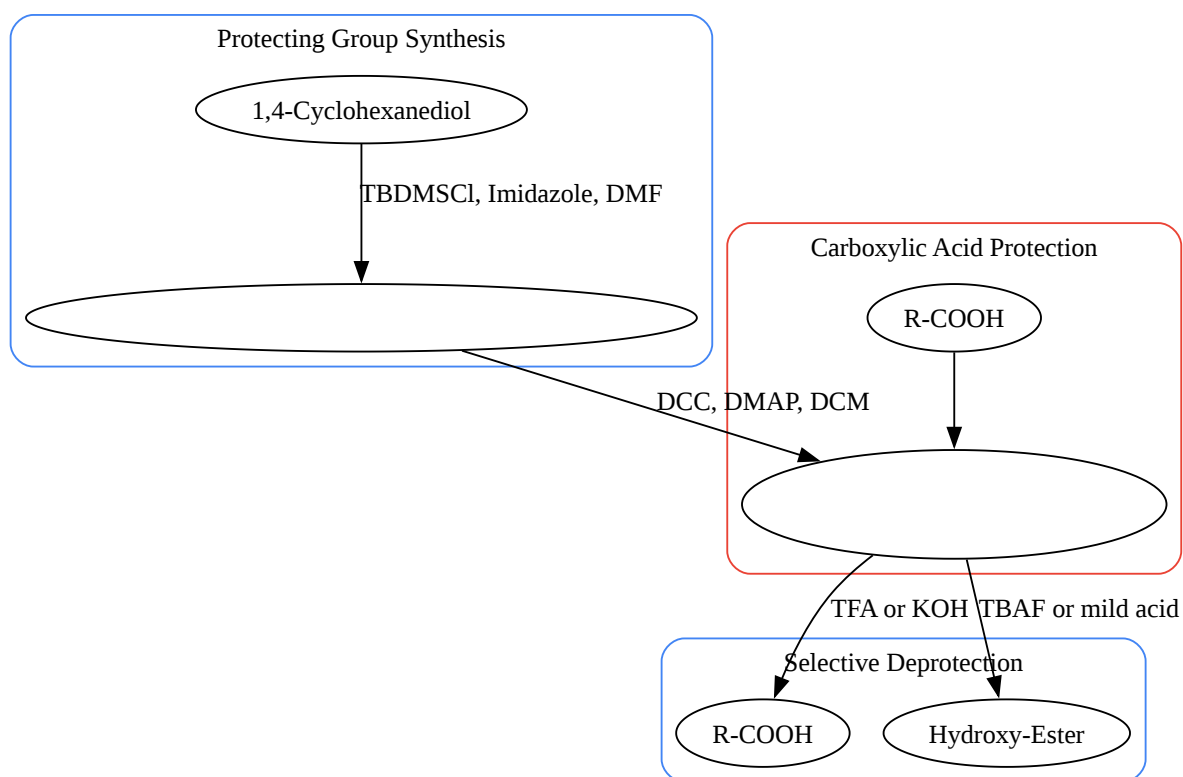 Protecting Group Synthesis
1,4-Cyclohexanediol
TBDMSCl, Imidazole, DMF
Carboxylic Acid Protection
R-COOH
DCC, DMAP, DCM
TFA or KOH
TBAF or mild acid
Selective Deprotection
R-COOH
Hydroxy-Ester